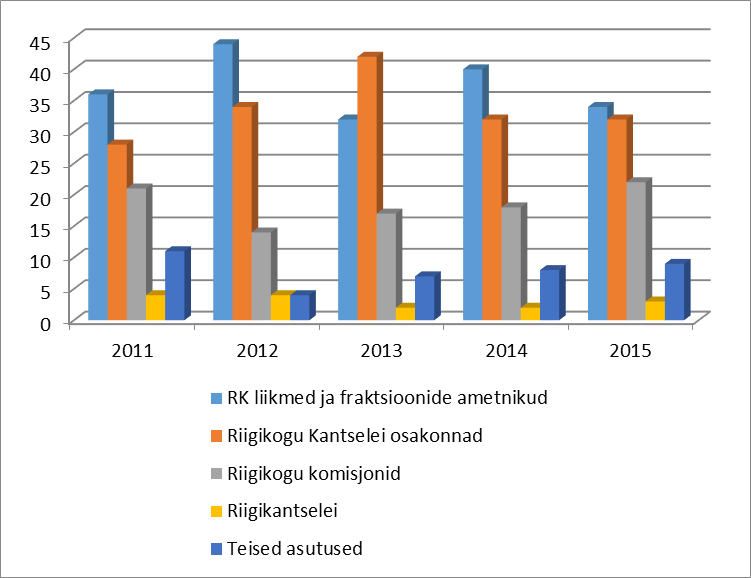 45
40
35
30
25
20
15
10
5
0
2011 2012 2013 2014 2015
RK liikmed ja fraktsioonide ametnikud
Riigikogu Kantselei osakonnad
Riigikogu komisjonid
Riigikantselei
Teised asutused